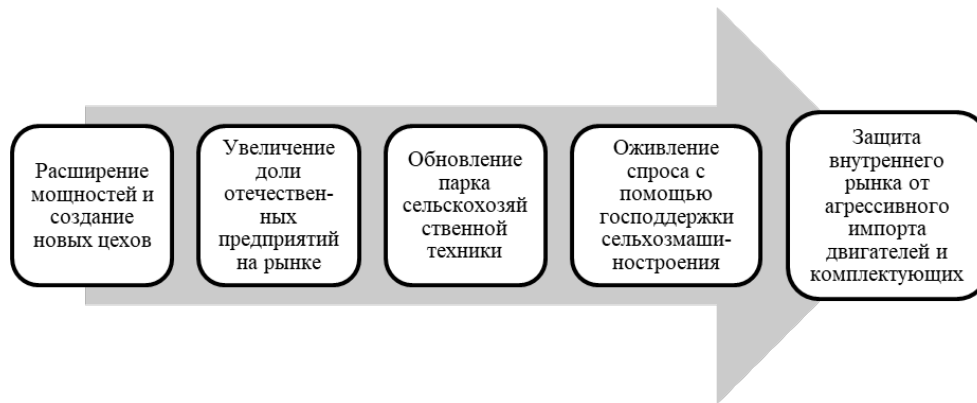 Расширение
мощностей и
создание
новых цехов
Увеличение
доли
отечествен-
ных
предприятий
на рынке
Обновление
парка
сельскохозяй
ственной
техники
Оживление
спроса с
помощью
господдержки
сельхозмаши-
ностроения
Защита
внутреннего
рынка от
агрессивного
импорта
двигателей и
комплектующих